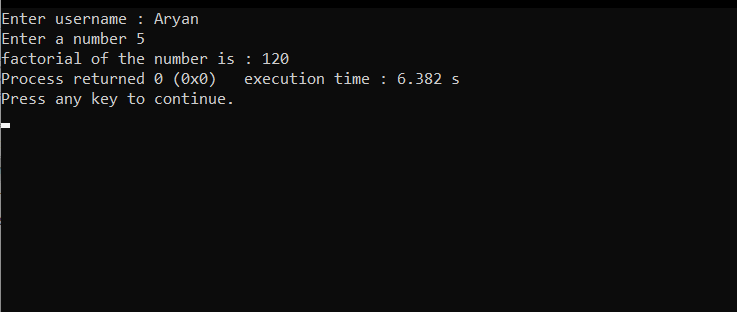 Enter username : Aryan
Enter a number 5
factorial of the number is : 120
Process returned 0 (0x0)   execution time : 6.382 s
Press any key to continue.